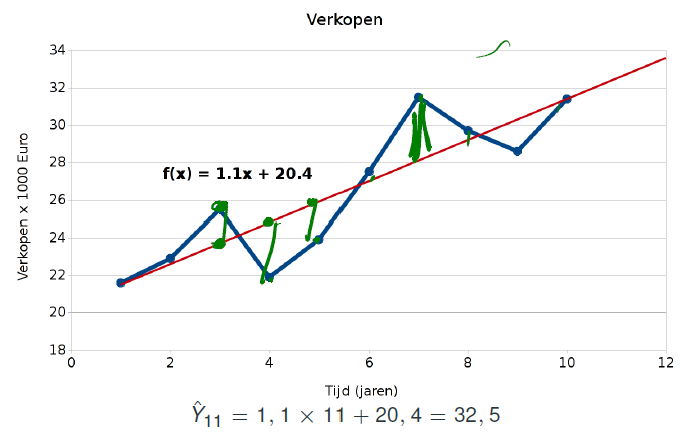 Verkopen
34
32
30
28
f(x) = 1.1x + 20.4
26
24
22
20
18
Verkopen x 1000 Euro
0 2 4 6 8 10 12
Tijd (jaren)
Ŷ₁₁ = 1, 1 × 11 + 20, 4 = 32, 5